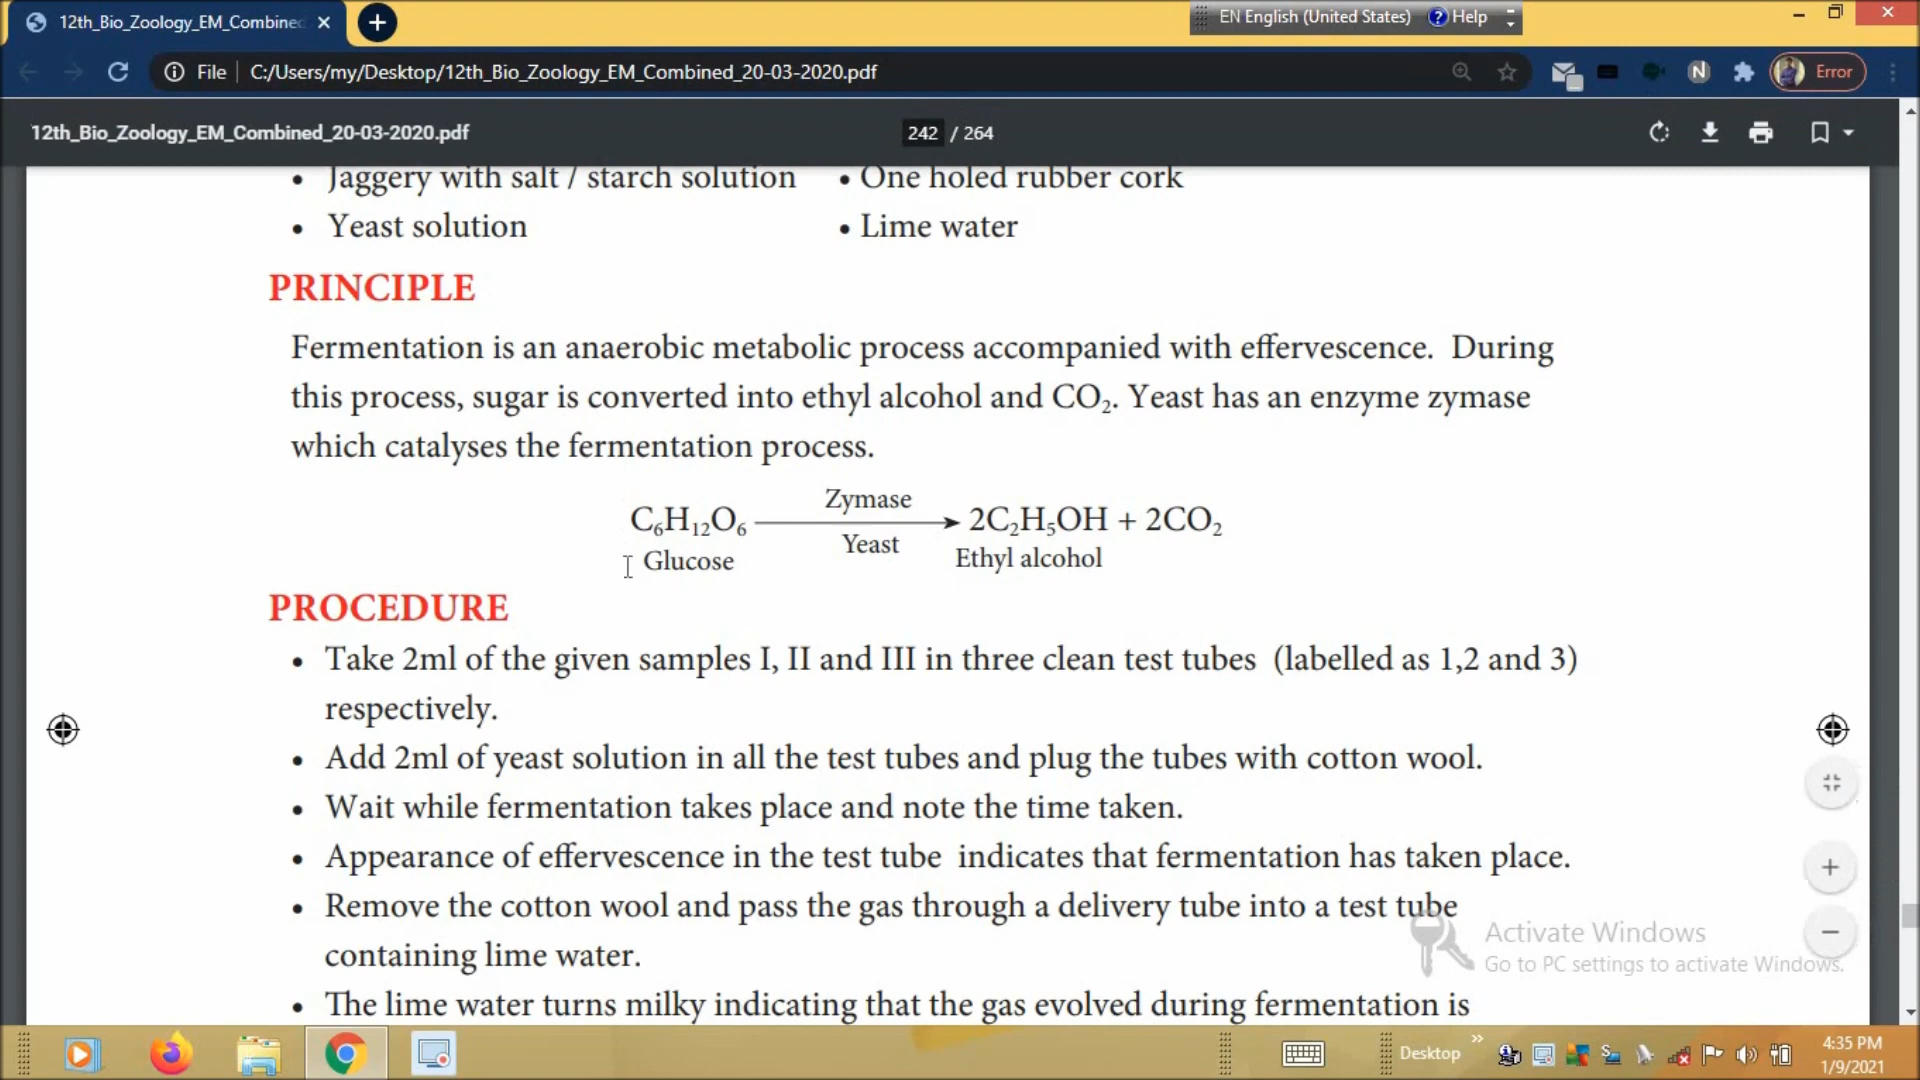 12th_Bio_Zoology_EM_Combine
EN English (United States) Help
File C:/Users/my/Desktop/12th_Bio_Zoology_EM_Combined_20-03-2020.pdf
N
Error
12th_Bio_Zoology_EM_Combined_20-03-2020.pdf
242 / 264
• Jaggery with salt / starch solution • One holed rubber cork
• Yeast solution • Lime water
PRINCIPLE
Fermentation is an anaerobic metabolic process accompanied with effervescence. During
this process, sugar is converted into ethyl alcohol and CO₂. Yeast has an enzyme zymase
which catalyses the fermentation process.
Zymase
C₆H₁₂O₆ → 2C₂H₅OH + 2CO₂
Yeast
Glucose Ethyl alcohol
PROCEDURE
• Take 2ml of the given samples I, II and III in three clean test tubes (labelled as 1,2 and 3)
respectively.
• Add 2ml of yeast solution in all the test tubes and plug the tubes with cotton wool.
• Wait while fermentation takes place and note the time taken.
• Appearance of effervescence in the test tube indicates that fermentation has taken place.
• Remove the cotton wool and pass the gas through a delivery tube into a test tube
containing lime water.
• The lime water turns milky indicating that the gas evolved during fermentation is
Activate Windows
Go to PC settings to activate Windows.
Desktop
4:35 PM
1/9/2021